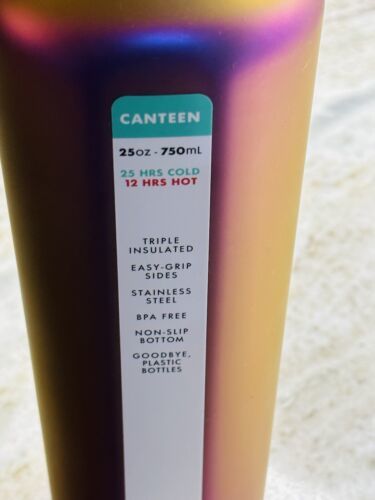 CANTEEN
25OZ - 750mL
25 HRS COLD
12 HRS HOT
TRIPLE
INSULATED
EASY-GRIP
SIDES
STAINLESS
STEEL
BPA FREE
NON-SLIP
BOTTOM
GOODBYE,
PLASTIC
BOTTLES